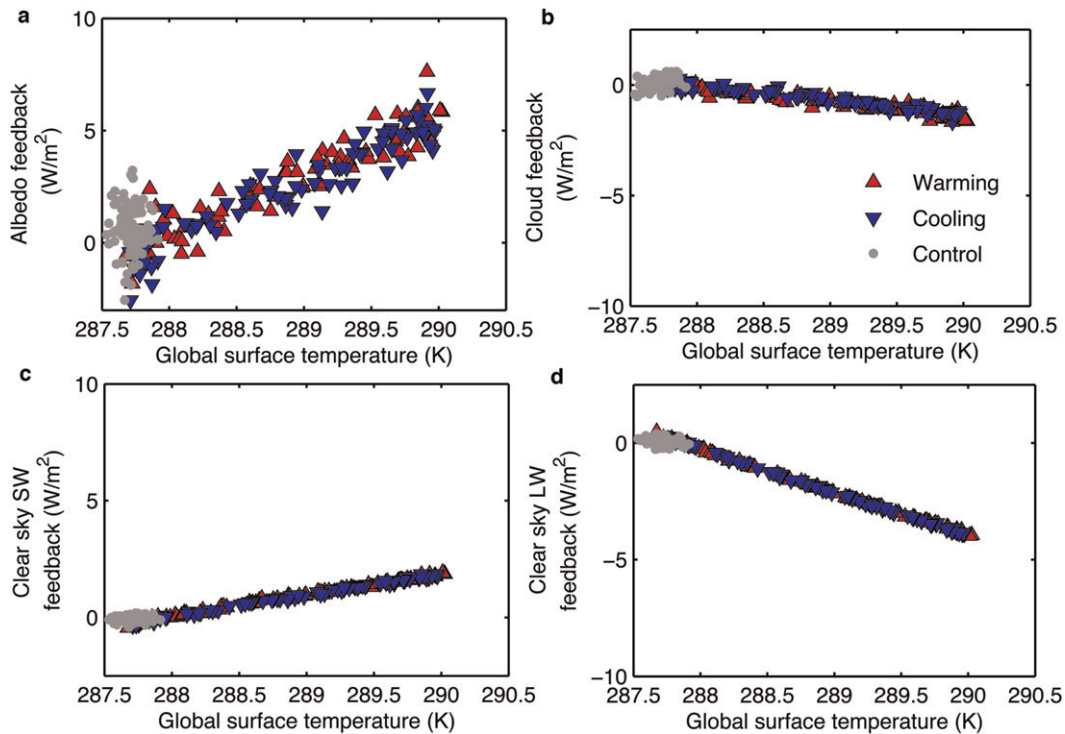 a
Albedo feedback
(W/m²)
10
5
0
287.5 288 288.5 289 289.5 290 290.5
Global surface temperature (K)
b
Cloud feedback
(W/m²)
0
−5
−10
Warming
Cooling
Control
287.5 288 288.5 289 289.5 290 290.5
Global surface temperature (K)
c
Clear sky SW
feedback (W/m²)
10
5
0
287.5 288 288.5 289 289.5 290 290.5
Global surface temperature (K)
d
Clear sky LW
feedback (W/m²)
0
−5
−10
287.5 288 288.5 289 289.5 290 290.5
Global surface temperature (K)